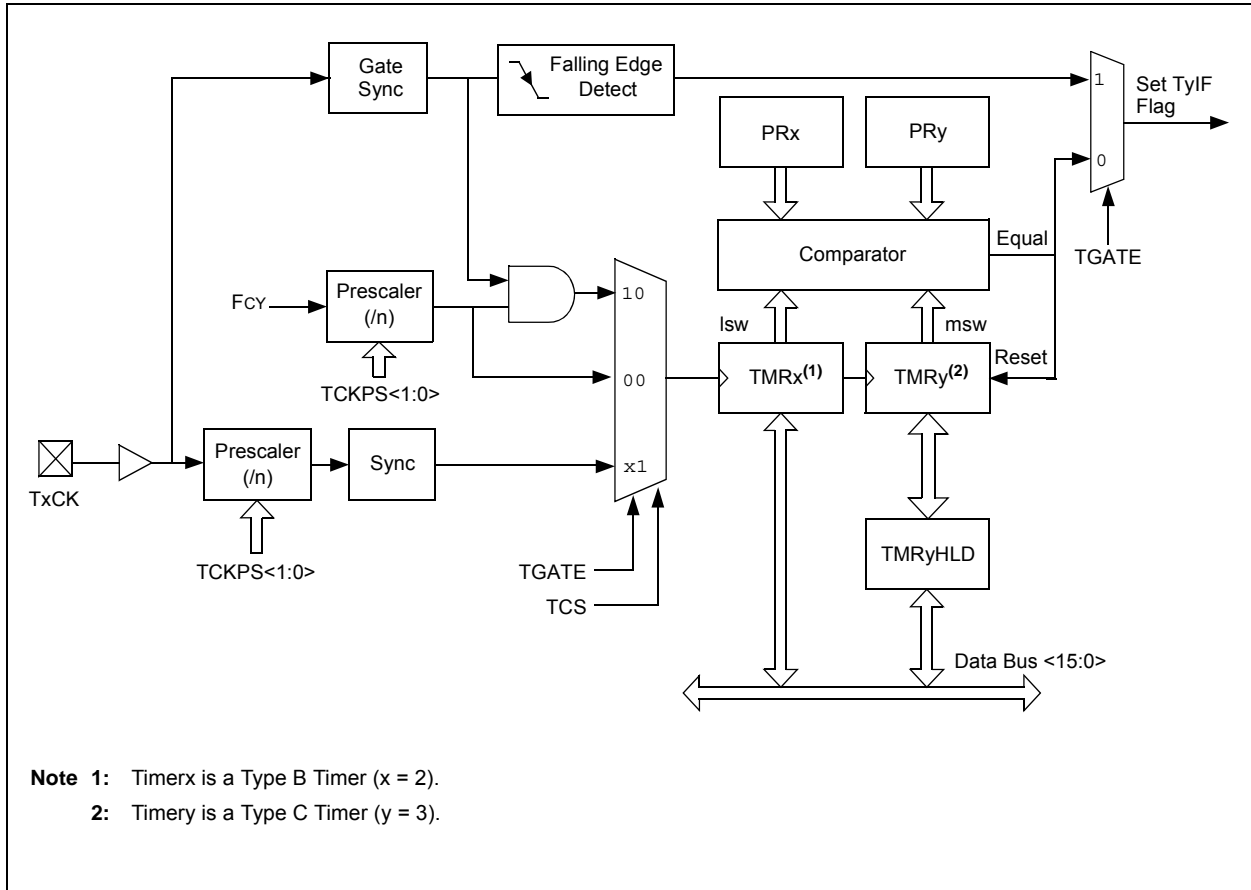 Gate
Sync
Falling Edge
Detect
1
Set TyIF
Flag
PRx
PRy
0
Equal
Comparator
TGATE
FCY
Prescaler
(/n)
10
lsw
msw
TCKPS<1:0>
00
TMRx(1)
TMRy(2)
Reset
TxCK
Prescaler
(/n)
Sync
x1
TCKPS<1:0>
TGATE
TCS
TMRyHLD
Data Bus <15:0>
Note 1: Timerx is a Type B Timer (x = 2).
2: Timery is a Type C Timer (y = 3).